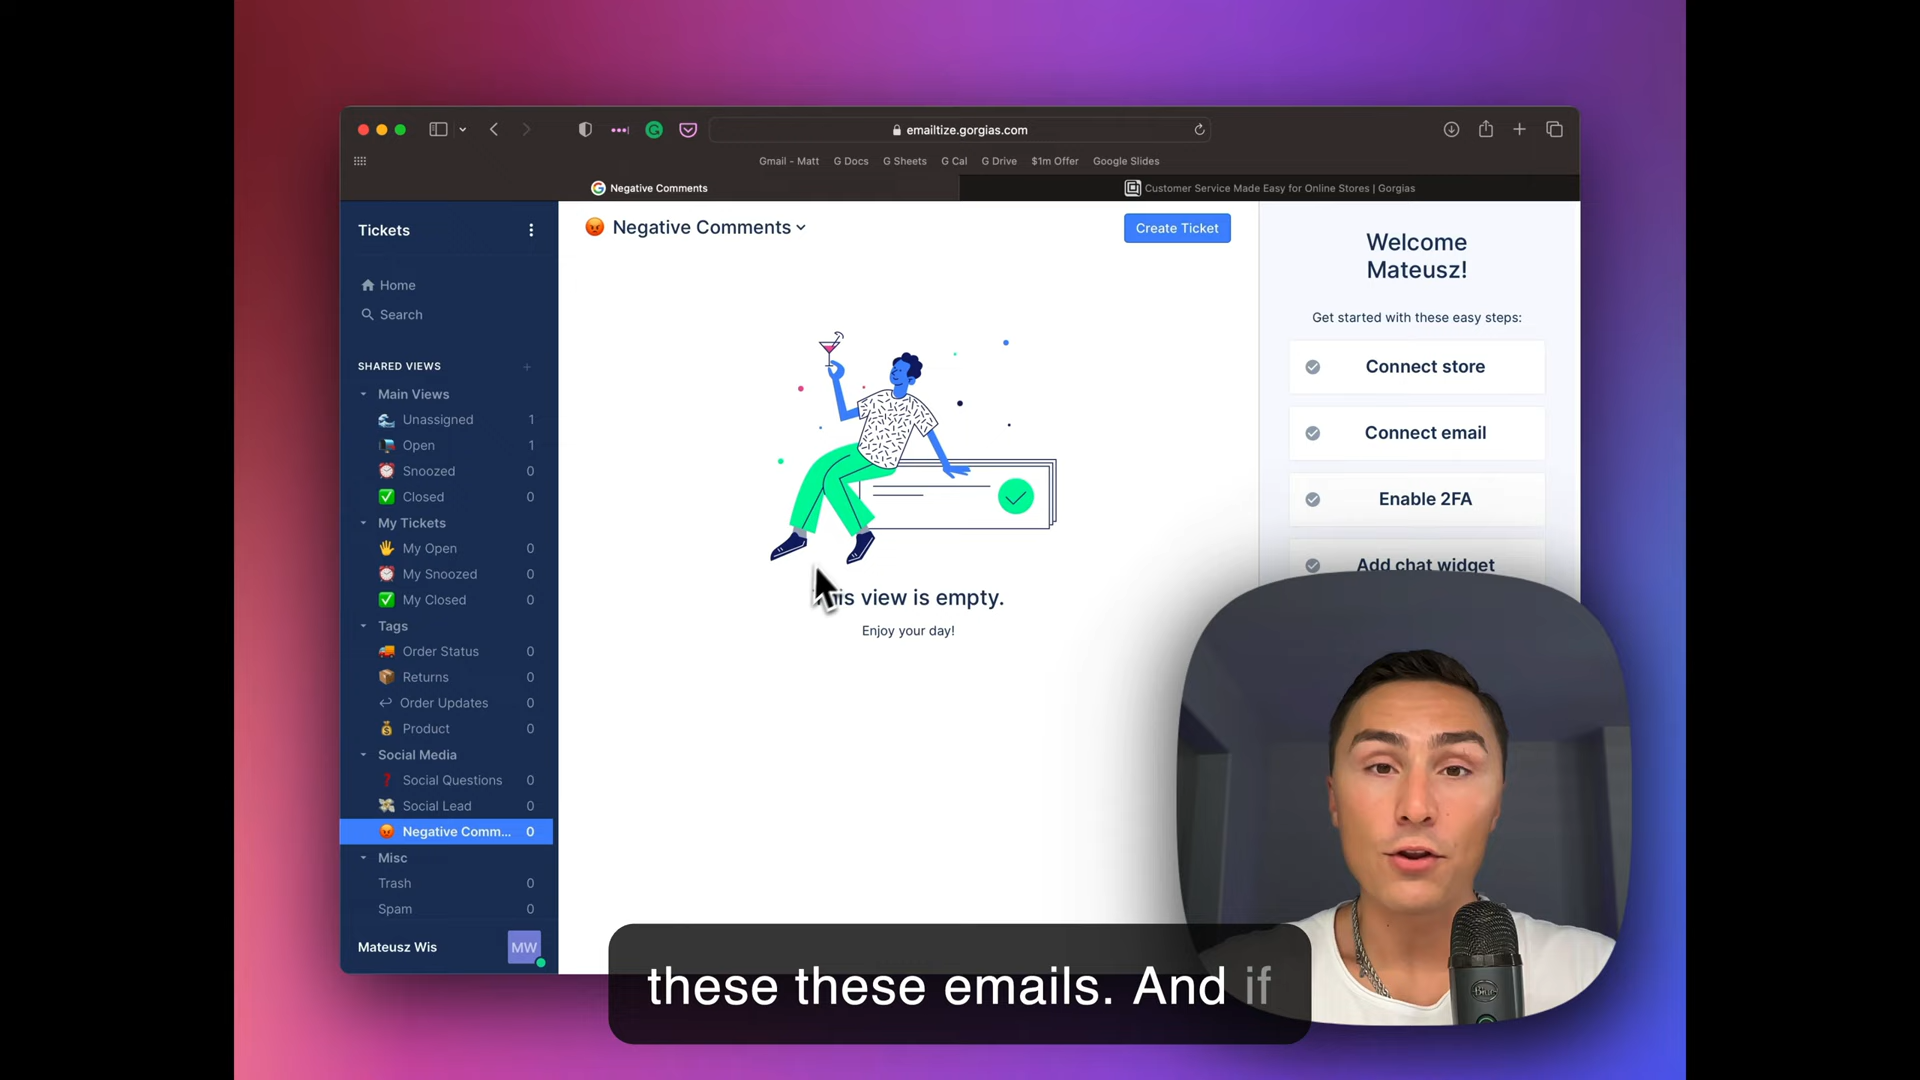 emailtize.gorgias.com
Gmail - Matt G Docs G Sheets G Cal G Drive $1m Offer Google Slides
Negative Comments
Customer Service Made Easy for Online Stores | Gorgias
Tickets
Home
Search
SHARED VIEWS
Main Views
Unassigned 1
Open 1
Snoozed 0
Closed 0
My Tickets
My Open 0
My Snoozed 0
My Closed 0
Tags
Order Status 0
Returns 0
Order Updates 0
Product 0
Social Media
Social Questions 0
Social Lead 0
Negative Comm... 0
Misc
Trash 0
Spam 0
Mateusz Wis MW
Negative Comments
Create Ticket
view is empty.
Enjoy your day!
Welcome
Mateusz!
Get started with these easy steps:
Connect store
Connect email
Enable 2FA
Add chat widget
Blue
these these emails. And if